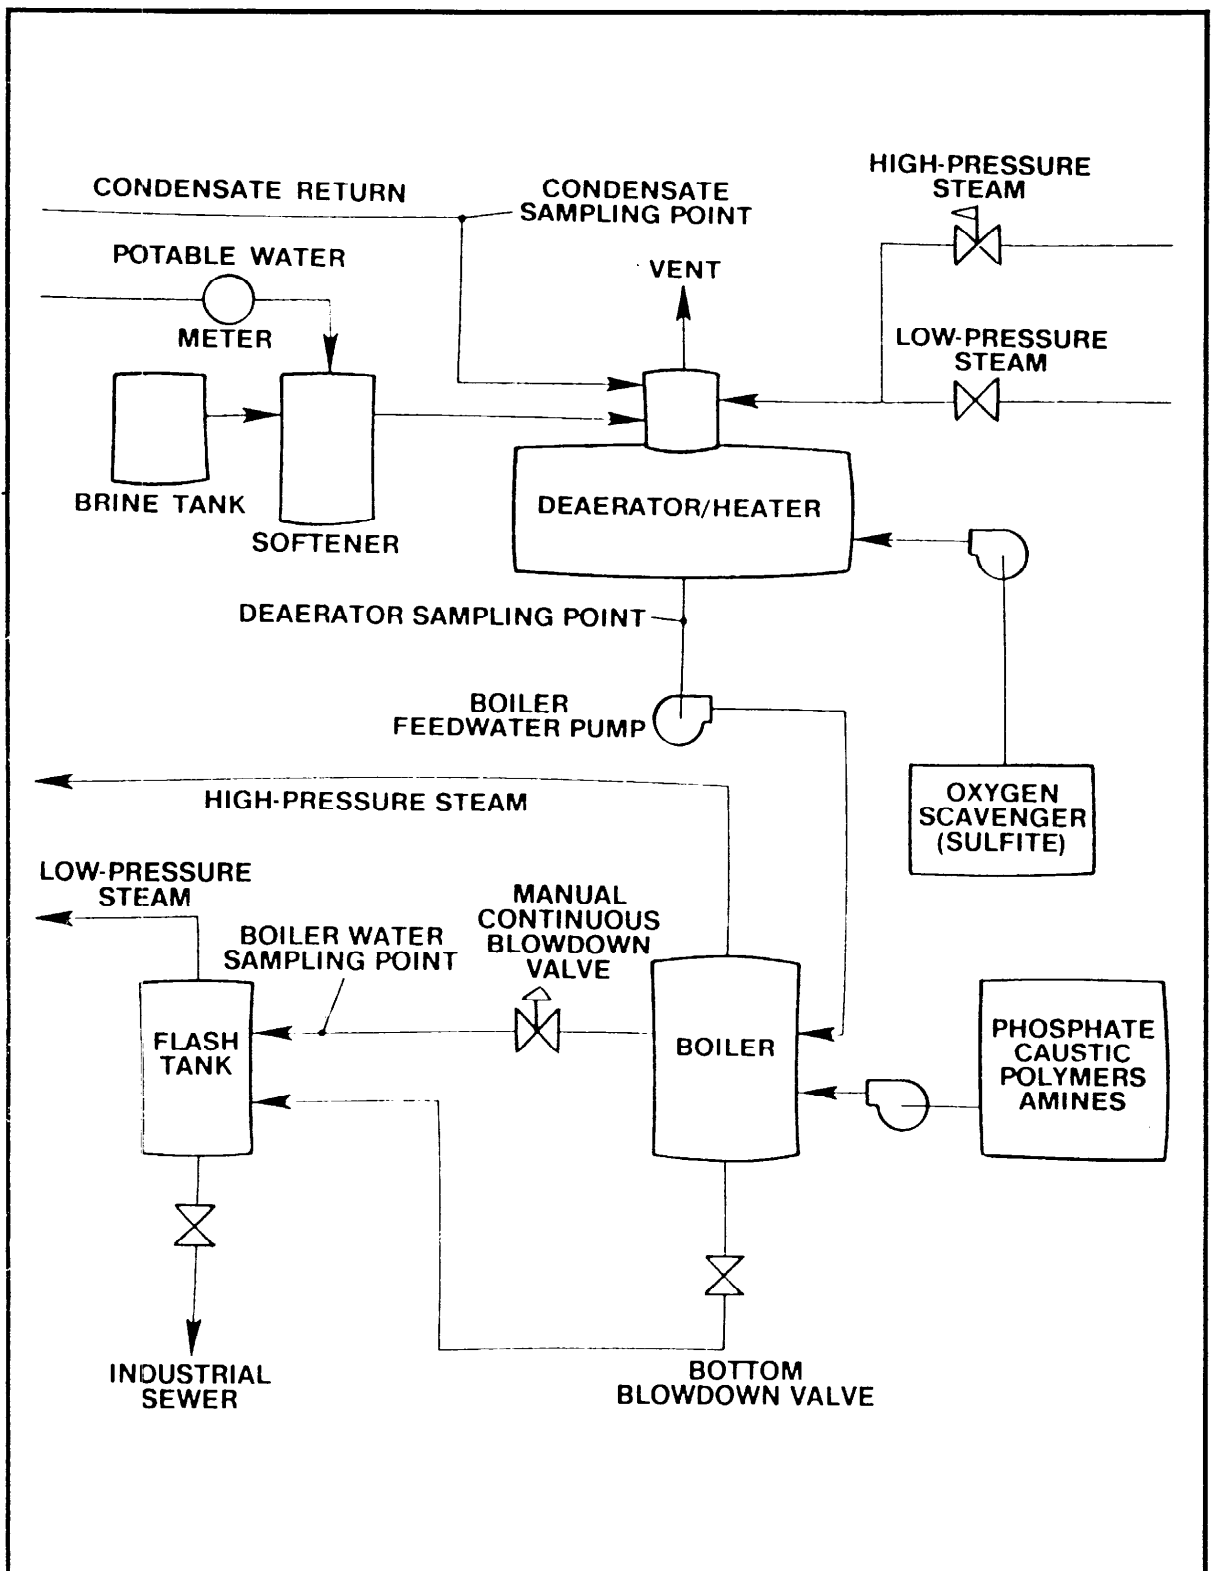 HIGH-PRESSURE
STEAM
CONDENSATE RETURN
CONDENSATE
SAMPLING POINT
POTABLE WATER
VENT
METER
LOW-PRESSURE
STEAM
BRINE TANK
DEAERATOR/HEATER
SOFTENER
DEAERATOR SAMPLING POINT
BOILER
FEEDWATER PUMP
HIGH-PRESSURE STEAM
OXYGEN
SCAVENGER
(SULFITE)
LOW-PRESSURE
STEAM
MANUAL
CONTINUOUS
BLOWDOWN
VALVE
BOILER WATER
SAMPLING POINT
FLASH
TANK
BOILER
PHOSPHATE
CAUSTIC
POLYMERS
AMINES
INDUSTRIAL
SEWER
BOTTOM
BLOWDOWN VALVE